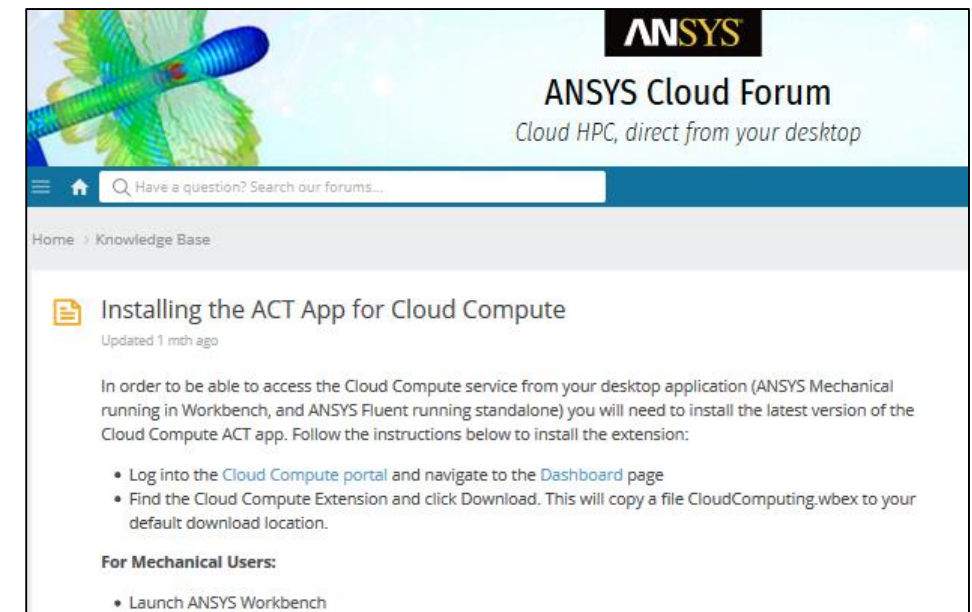 ANSYS
ANSYS Cloud Forum
Cloud HPC, direct from your desktop
Have a question? Search our forums...
Home > Knowledge Base
Installing the ACT App for Cloud Compute
Updated 1 mth ago
In order to be able to access the Cloud Compute service from your desktop application (ANSYS Mechanical
running in Workbench, and ANSYS Fluent running standalone) you will need to install the latest version of the
Cloud Compute ACT app. Follow the instructions below to install the extension:
• Log into the Cloud Compute portal and navigate to the Dashboard page
• Find the Cloud Compute Extension and click Download. This will copy a file CloudComputing.wbex to your
default download location.
For Mechanical Users:
• Launch ANSYS Workbench